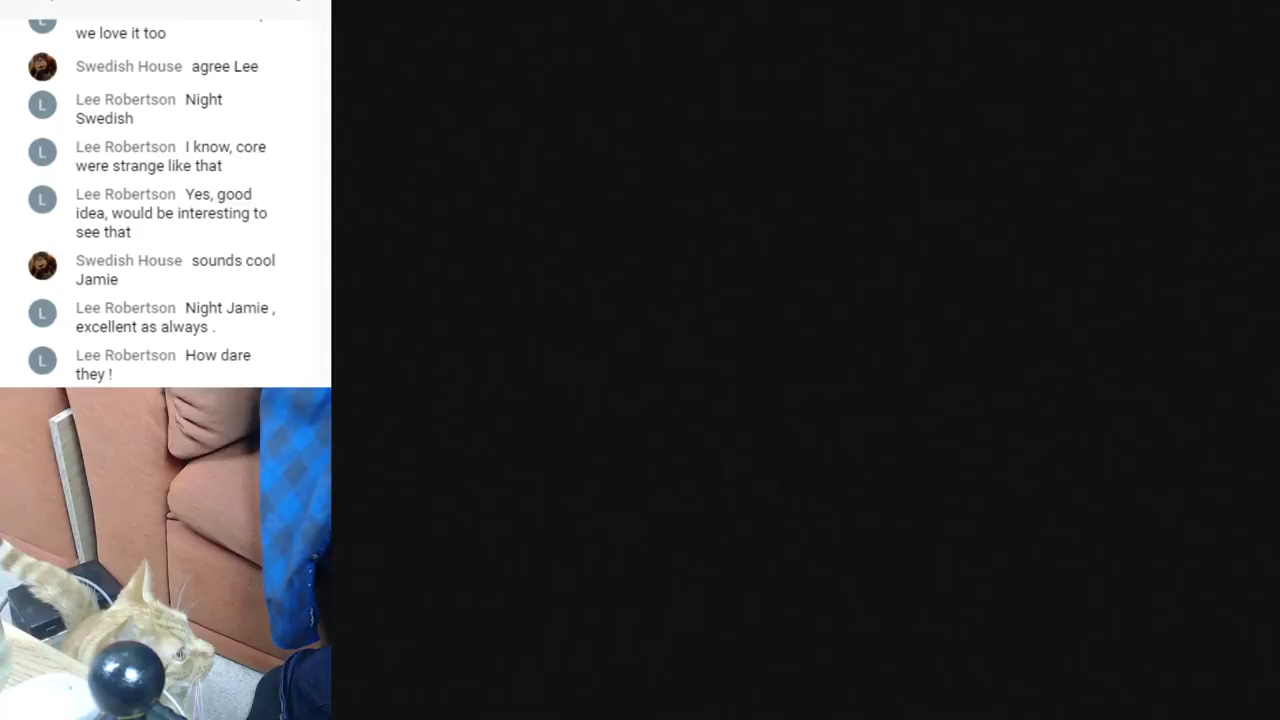 we love it too
Swedish House agree Lee
Lee Robertson Night
Swedish
Lee Robertson I know, core
were strange like that
Lee Robertson Yes, good
idea, would be interesting to
see that
Swedish House sounds cool
Jamie
Lee Robertson Night Jamie ,
excellent as always .
Lee Robertson How dare
they !